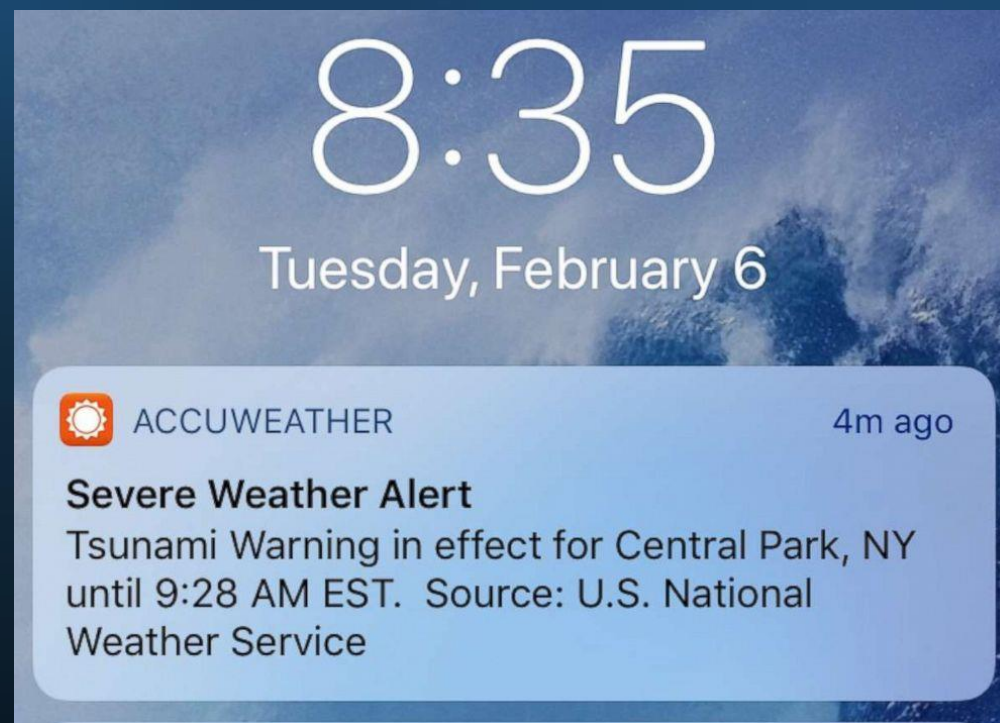 8:35
Tuesday, February 6
ACCUWEATHER 4m ago
Severe Weather Alert
Tsunami Warning in effect for Central Park, NY
until 9:28 AM EST.  Source: U.S. National
Weather Service